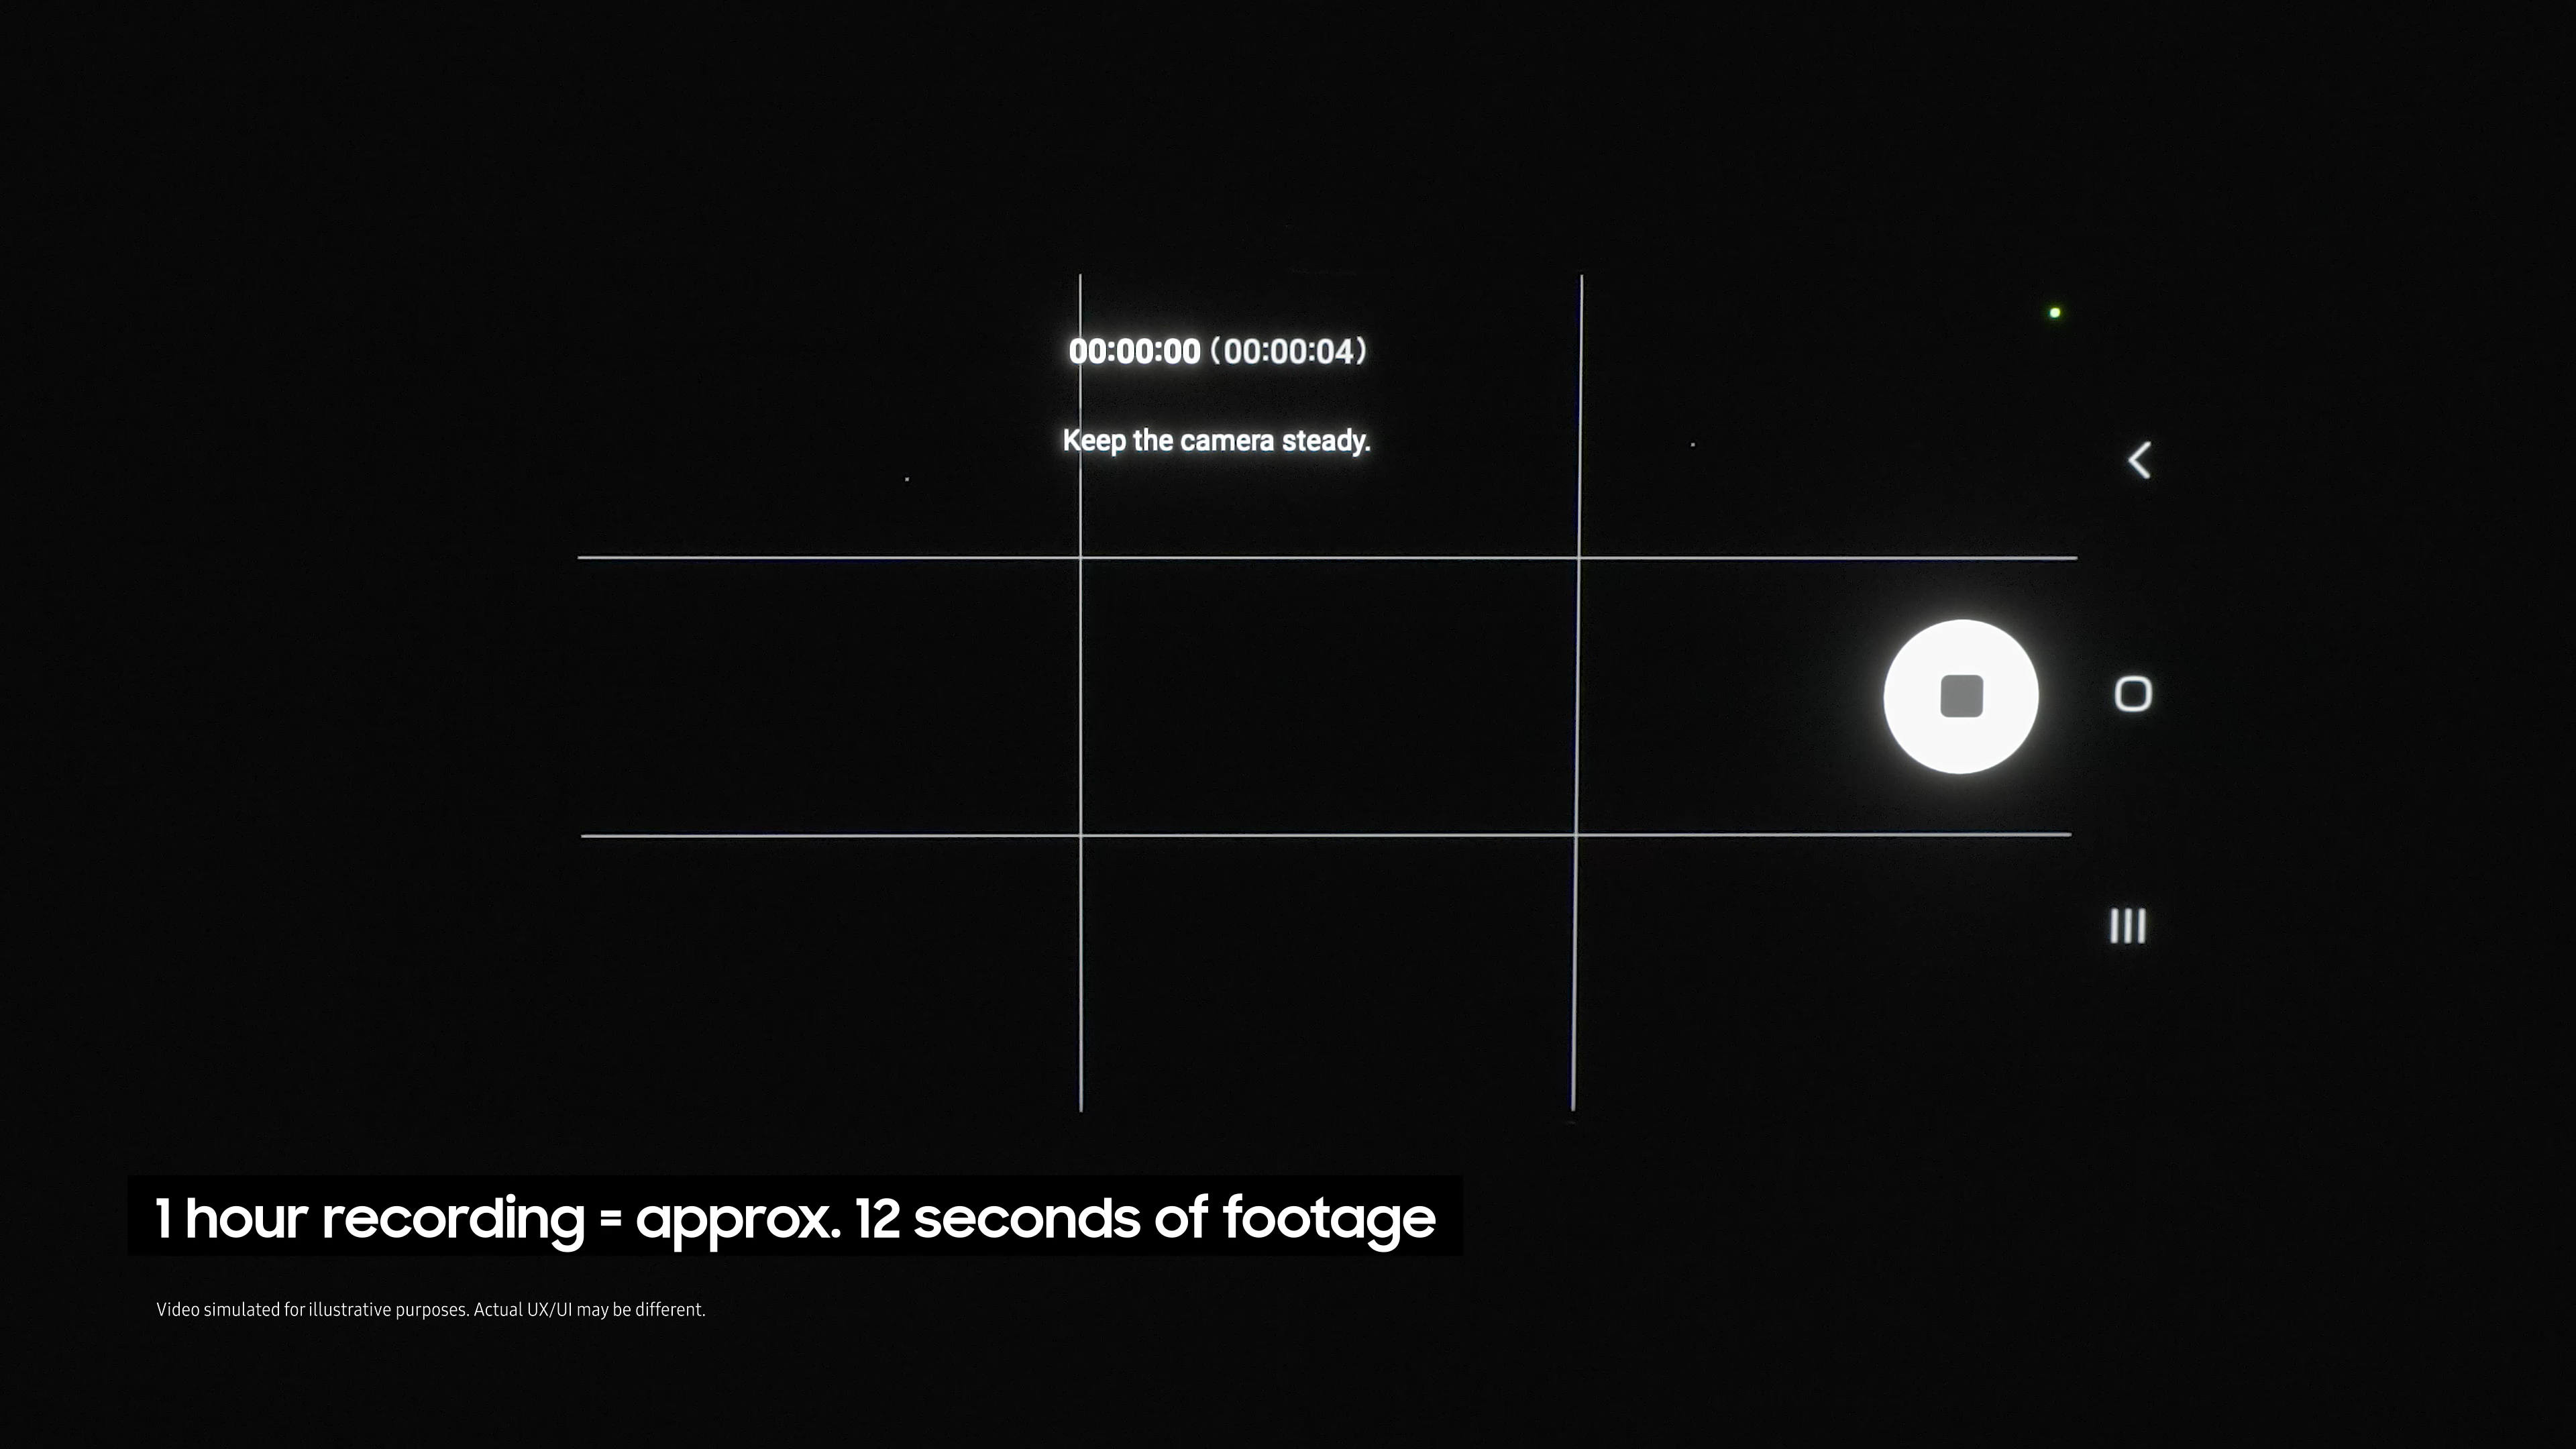 00:00:00 (00:00:04)
Keep the camera steady.
1 hour recording = approx. 12 seconds of footage
Video simulated for illustrative purposes. Actual UX/UI may be different.